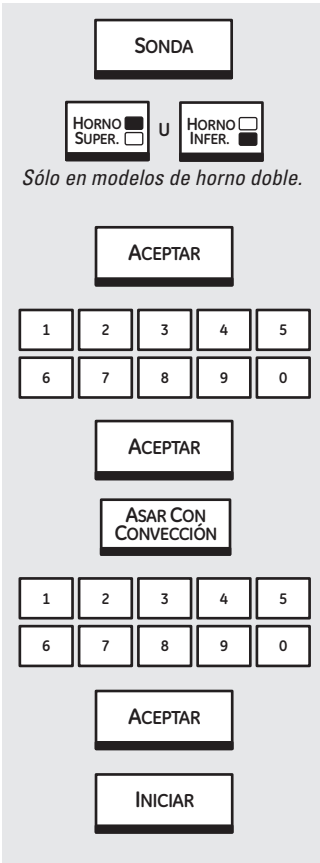 SONDA
HORNO
SUPER.
U
HORNO
INFER.
Sólo en modelos de horno doble.
ACEPTAR
1 2 3 4 5
6 7 8 9 0
ACEPTAR
ASAR CON
CONVECCIÓN
1 2 3 4 5
6 7 8 9 0
ACEPTAR
INICIAR